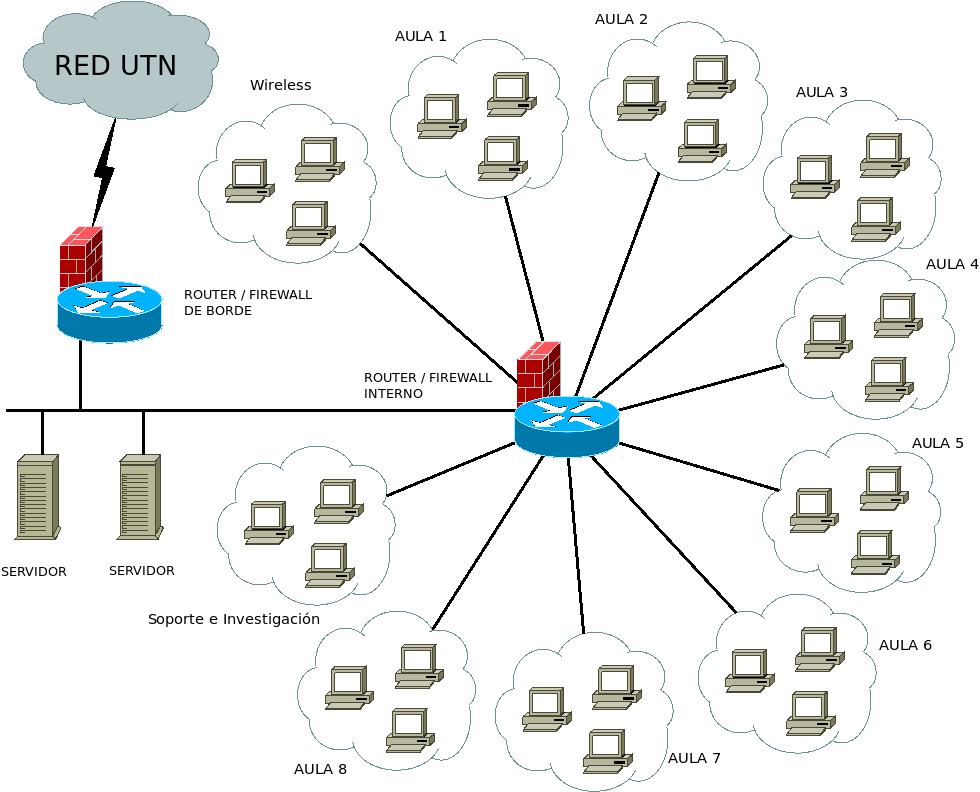 RED UTN
Wireless
AULA 1
AULA 2
AULA 3
AULA 4
ROUTER / FIREWALL
DE BORDE
ROUTER / FIREWALL
INTERNO
AULA 5
SERVIDOR
SERVIDOR
Soporte e Investigación
AULA 6
AULA 7
AULA 8